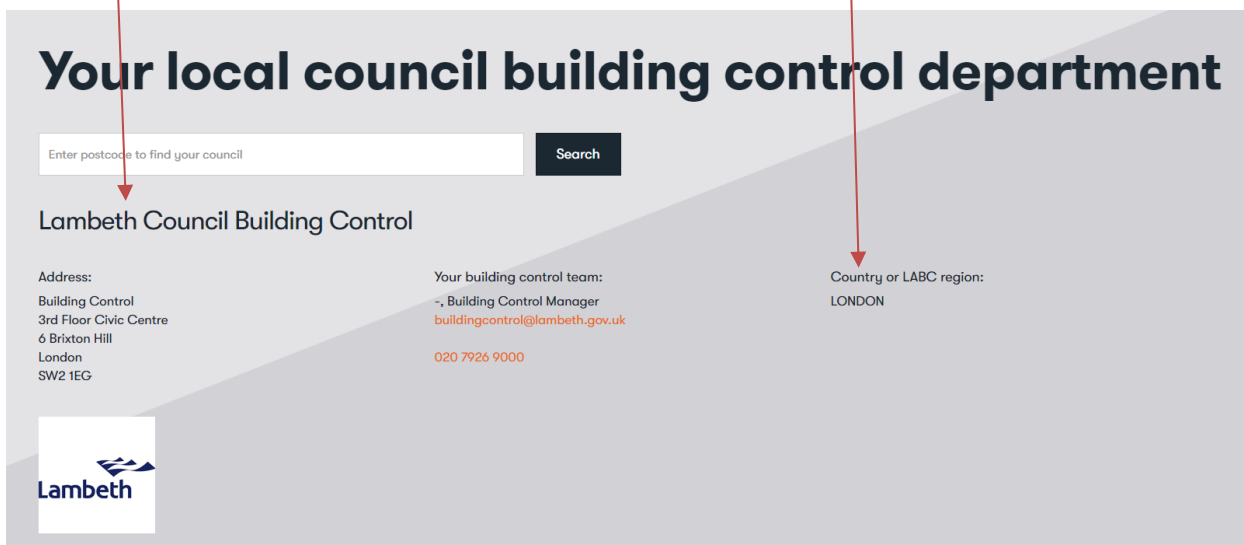 Your local council building control department
Enter postcode to find your council
Search
Lambeth Council Building Control
Address:
Building Control
3rd Floor Civic Centre
6 Brixton Hill
London
SW2 1EG
Your building control team:
-, Building Control Manager
buildingcontrol@lambeth.gov.uk
020 7926 9000
Country or LABC region:
LONDON
Lambeth